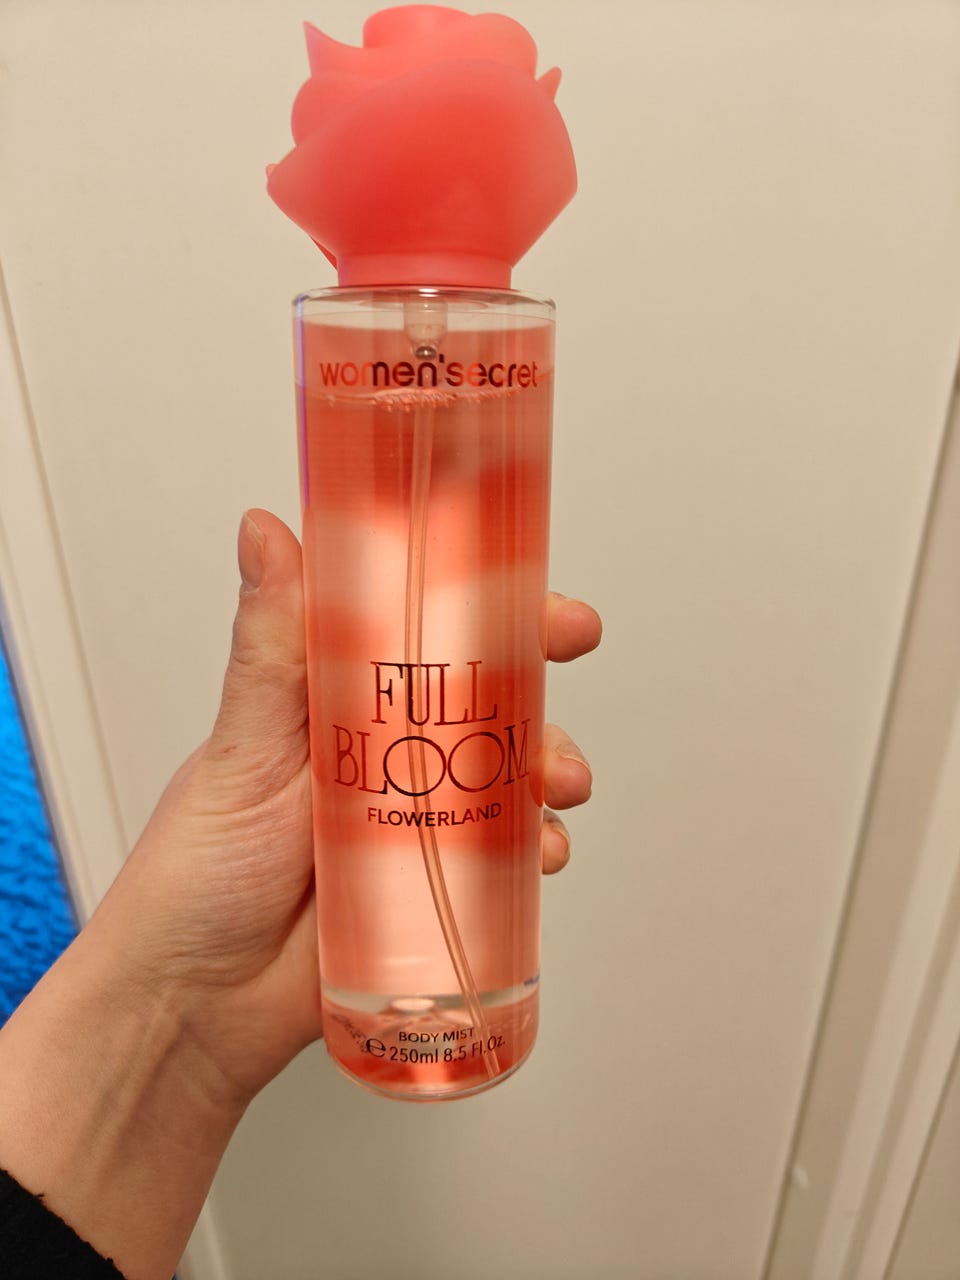 women'secret
FULL
BLOOM
FLOWERLAND
BODY MIST
℮ 250ml 8.5 Fl.Oz.